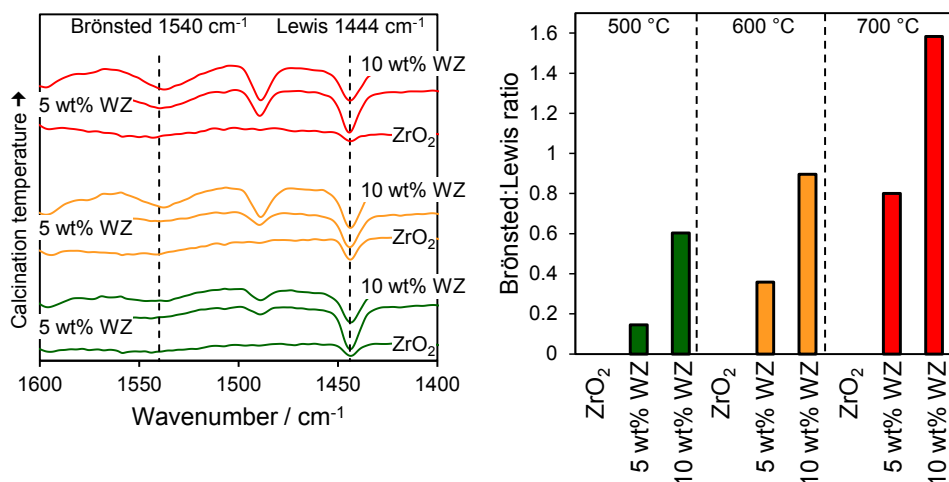 Brönsted 1540 cm⁻¹
Lewis 1444 cm⁻¹
10 wt% WZ
5 wt% WZ
ZrO₂
10 wt% WZ
5 wt% WZ
ZrO₂
10 wt% WZ
5 wt% WZ
ZrO₂
Calcination temperature →
1600
1550
1500
1450
1400
Wavenumber / cm⁻¹
500 °C
600 °C
700 °C
1.6
1.4
1.2
1
0.8
0.6
0.4
0.2
0
Brönsted:Lewis ratio
ZrO₂
5 wt% WZ
10 wt% WZ
ZrO₂
5 wt% WZ
10 wt% WZ
ZrO₂
5 wt% WZ
10 wt% WZ